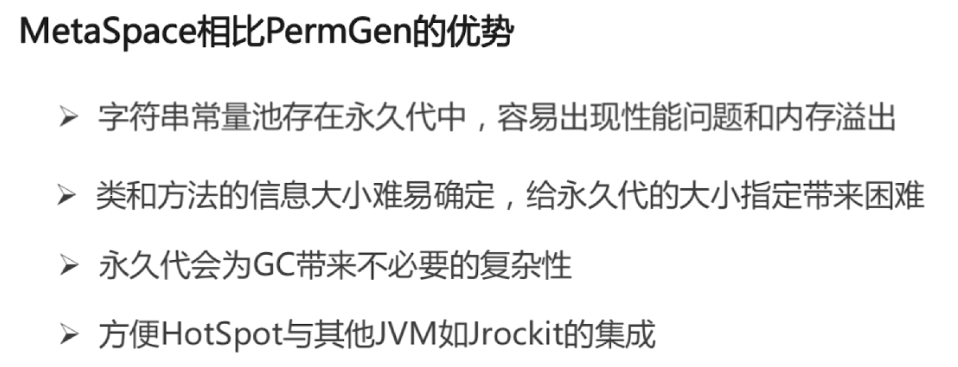 MetaSpace相比PermGen的优势
字符串常量池存在永久代中，容易出现性能问题和内存溢出
类和方法的信息大小难易确定，给永久代的大小指定带来困难
永久代会为GC带来不必要的复杂性
方便HotSpot与其他JVM如Jrockit的集成